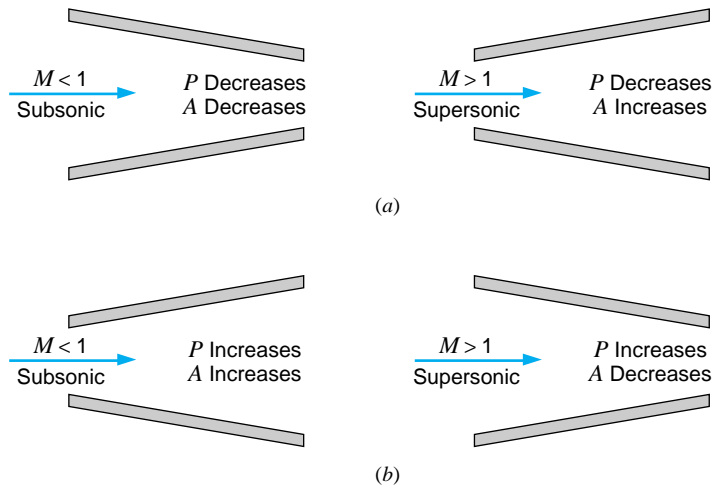 M < 1
Subsonic
P Decreases
A Decreases
M > 1
Supersonic
P Decreases
A Increases
(a)
M < 1
Subsonic
P Increases
A Increases
M > 1
Supersonic
P Increases
A Decreases
(b)